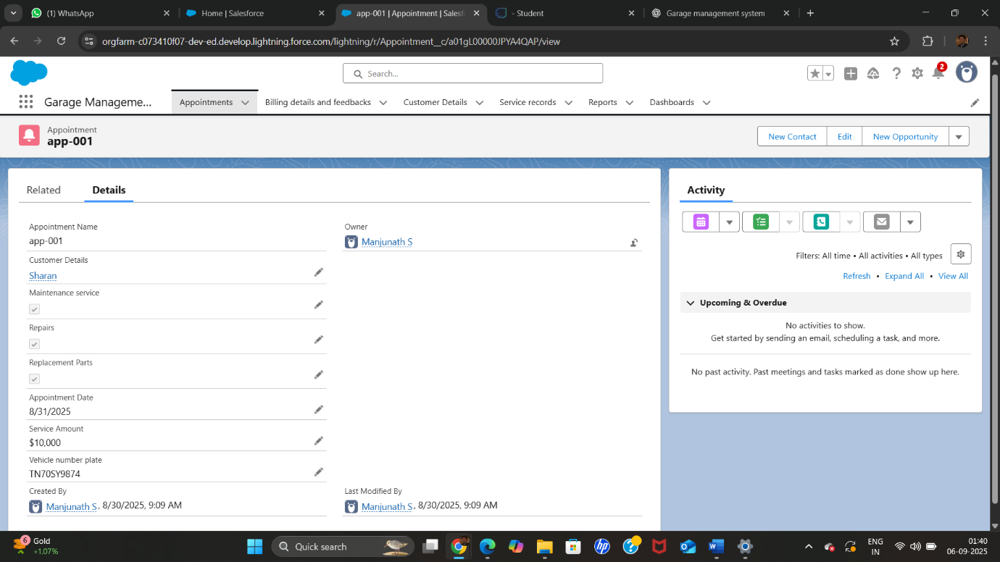 (1) WhatsApp
Home | Salesforce
app-001 | Appointment | Salesf
- Student
Garage management system
orgfarm-c073410f07-dev-ed.develop.lightning.force.com/lightning/r/Appointment__c/a01gL00000JPYA4QAP/view
Search...
2
Garage Manageme...
Appointments
Billing details and feedbacks
Customer Details
Service records
Reports
Dashboards
Appointment
app-001
New Contact
Edit
New Opportunity
Related
Details
Appointment Name
app-001
Owner
Manjunath S
Customer Details
Sharan
Maintenance service
Repairs
Replacement Parts
Appointment Date
8/31/2025
Service Amount
$10,000
Vehicle number plate
TN70SY9874
Created By
Manjunath S, 8/30/2025, 9:09 AM
Last Modified By
Manjunath S, 8/30/2025, 9:09 AM
Activity
Filters: All time • All activities • All types
Refresh • Expand All • View All
Upcoming & Overdue
No activities to show.
Get started by sending an email, scheduling a task, and more.
No past activity. Past meetings and tasks marked as done show up here.
6
Gold
+1.07%
Quick search
ENG
IN
01:40
06-09-2025